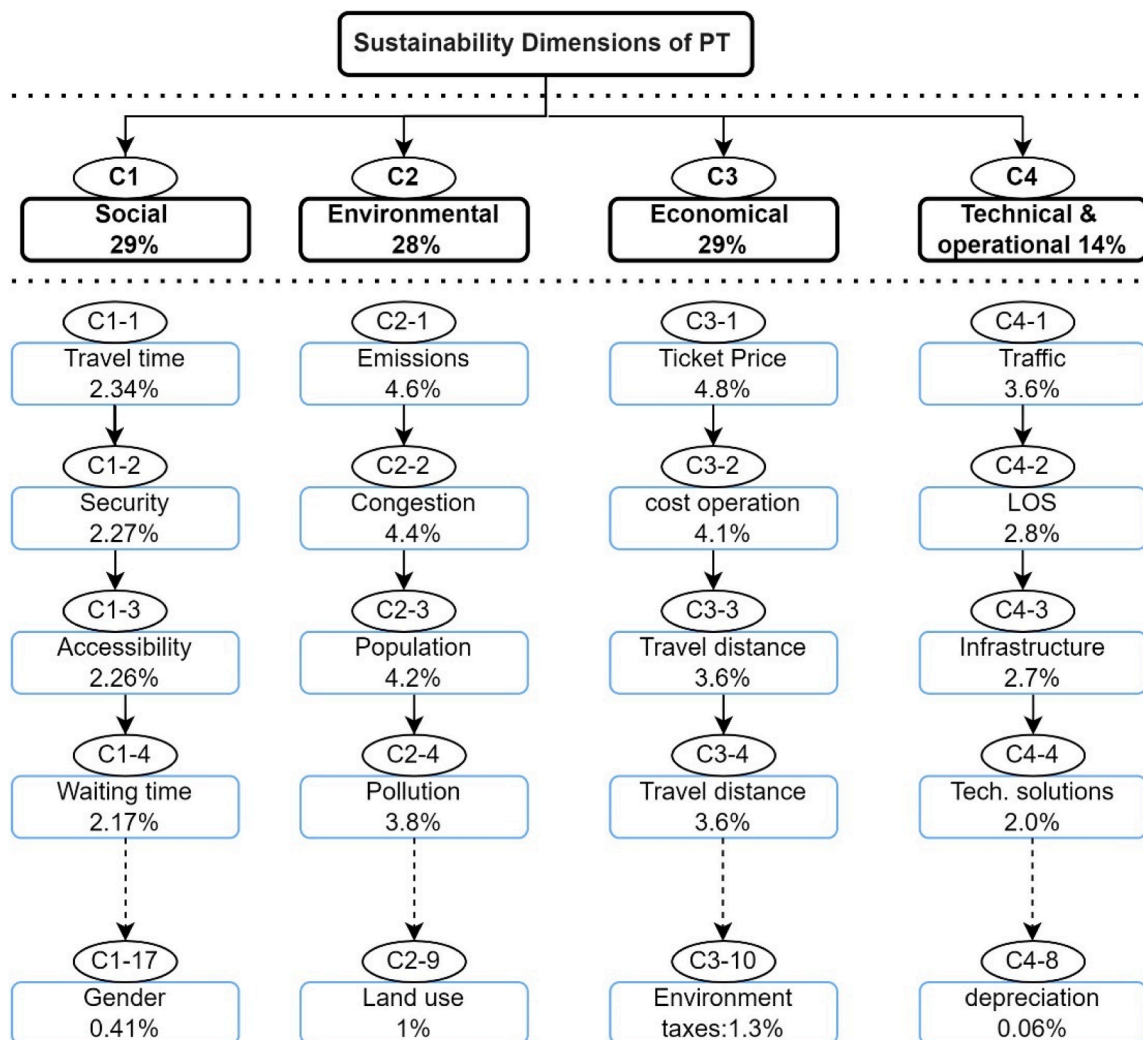 Sustainability Dimensions of PT
C1
Social
29%
C2
Environmental
28%
C3
Economical
29%
C4
Technical &
operational 14%
C1-1
Travel time
2.34%
C2-1
Emissions
4.6%
C3-1
Ticket Price
4.8%
C4-1
Traffic
3.6%
C1-2
Security
2.27%
C2-2
Congestion
4.4%
C3-2
cost operation
4.1%
C4-2
LOS
2.8%
C1-3
Accessibility
2.26%
C2-3
Population
4.2%
C3-3
Travel distance
3.6%
C4-3
Infrastructure
2.7%
C1-4
Waiting time
2.17%
C2-4
Pollution
3.8%
C3-4
Travel distance
3.6%
C4-4
Tech. solutions
2.0%
C1-17
Gender
0.41%
C2-9
Land use
1%
C3-10
Environment
taxes:1.3%
C4-8
depreciation
0.06%